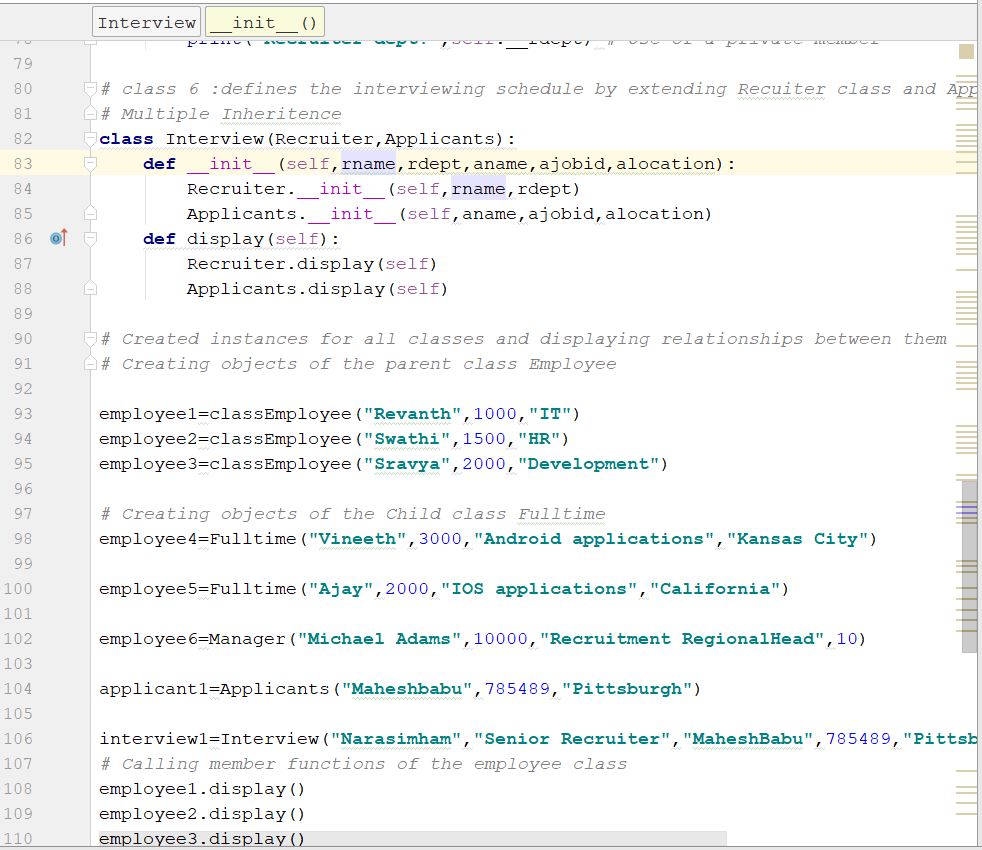 Interview __init__()
79
80 # class 6 :defines the interviewing schedule by extending Recuiter class and App
81 # Multiple Inheritence
82 class Interview(Recruiter,Applicants):
83 def __init__(self,rname,rdept,aname,ajobid,alocation):
84 Recruiter.__init__(self,rname,rdept)
85 Applicants.__init__(self,aname,ajobid,alocation)
86 def display(self):
87 Recruiter.display(self)
88 Applicants.display(self)
89
90 # Created instances for all classes and displaying relationships between them
91 # Creating objects of the parent class Employee
92
93 employee1=classEmployee("Revanth",1000,"IT")
94 employee2=classEmployee("Swathi",1500,"HR")
95 employee3=classEmployee("Sravya",2000,"Development")
96
97 # Creating objects of the Child class Fulltime
98 employee4=Fulltime("Vineeth",3000,"Android applications","Kansas City")
99
100 employee5=Fulltime("Ajay",2000,"IOS applications","California")
101
102 employee6=Manager("Michael Adams",10000,"Recruitment RegionalHead",10)
103
104 applicant1=Applicants("Maheshbabu",785489,"Pittsburgh")
105
106 interview1=Interview("Narasimham","Senior Recruiter","MaheshBabu",785489,"Pittsb
107 # Calling member functions of the employee class
108 employee1.display()
109 employee2.display()
110 employee3.display()